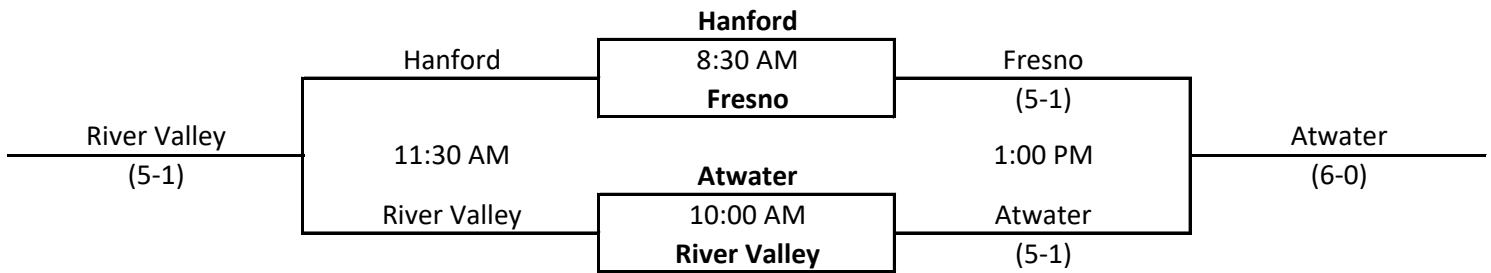 Hanford
Hanford 8:30 AM Fresno
Fresno (5-1)
River Valley Atwater
11:30 AM 1:00 PM
(5-1) Atwater (6-0)
River Valley 10:00 AM Atwater
River Valley (5-1)